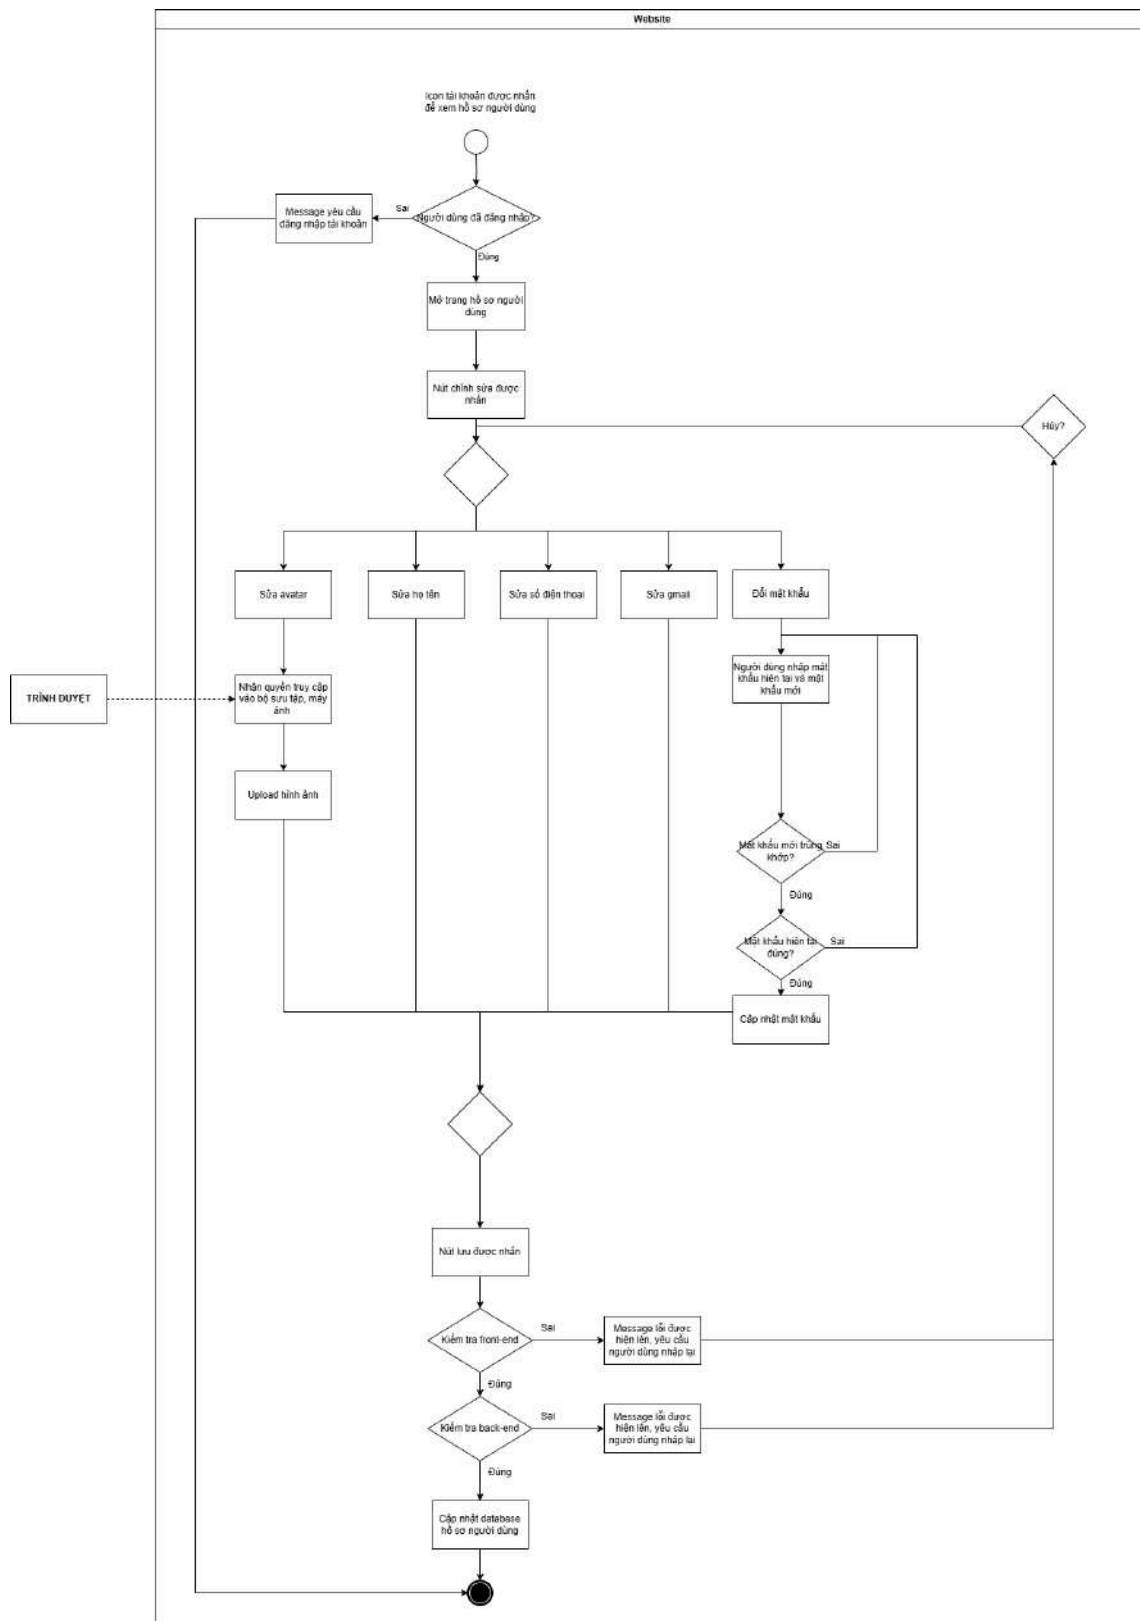 Website
Icon tài khoản được nhấn
để xem hồ sơ người dùng
Người dùng đã đăng nhập?
Sai
Message yêu cầu
đăng nhập tài khoản
Đúng
Mở trang hồ sơ người
dùng
Nút chỉnh sửa được
nhấn
Hủy?
Sửa avatar
Sửa họ tên
Sửa số điện thoại
Sửa gmail
Đổi mật khẩu
TRÌNH DUYỆT
Nhận quyền truy cập
vào bộ sưu tập, máy
ảnh
Người dùng nhập mật
khẩu hiện tại và mật
khẩu mới
Upload hình ảnh
Mật khẩu mới trùng
khớp?
Sai
Đúng
Mật khẩu hiện tại
đúng?
Sai
Đúng
Cập nhật mật khẩu
Nút lưu được nhấn
Kiểm tra front-end
Sai
Message lỗi được
hiện lên, yêu cầu
người dùng nhập lại
Đúng
Kiểm tra back-end
Sai
Message lỗi được
hiện lên, yêu cầu
người dùng nhập lại
Đúng
Cập nhật database
hồ sơ người dùng